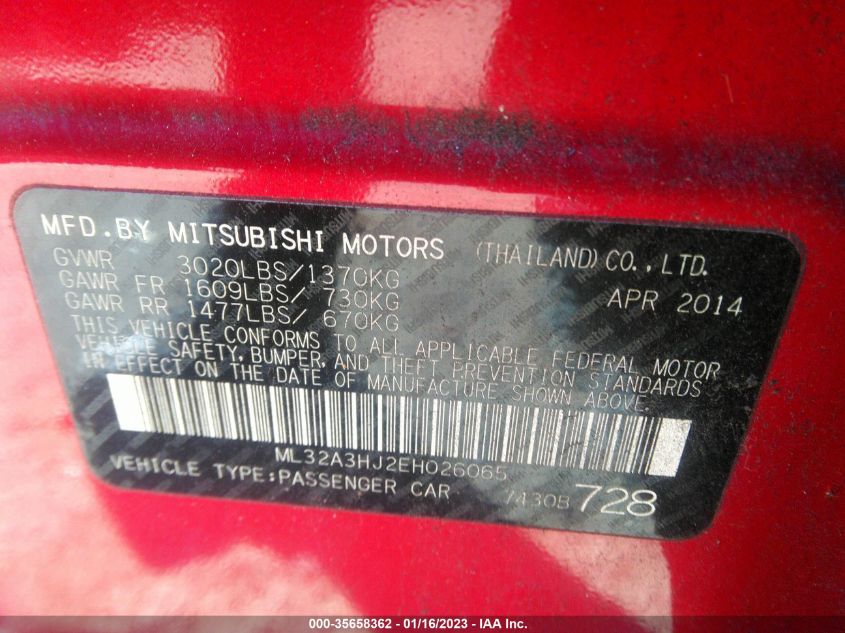 MFD.BY MITSUBISHI MOTORS (THAILAND)CO.,LTD.
GVWR 3020LBS/1370KG
GAWR FR 1609LBS/ 730KG APR 2014
GAWR RR 1477LBS/ 670KG
THIS VEHICLE CONFORMS TO ALL APPLICABLE FEDERAL MOTOR
VEHICLE SAFETY, BUMPER, AND THEFT PREVENTION STANDARDS
IN EFFECT ON THE DATE OF MANUFACTURE SHOWN ABOVE.
ML32A3HJ2EH026065
VEHICLE TYPE:PASSENGER CAR 7430B 728
000-35658362 - 01/16/2023 - IAA Inc.